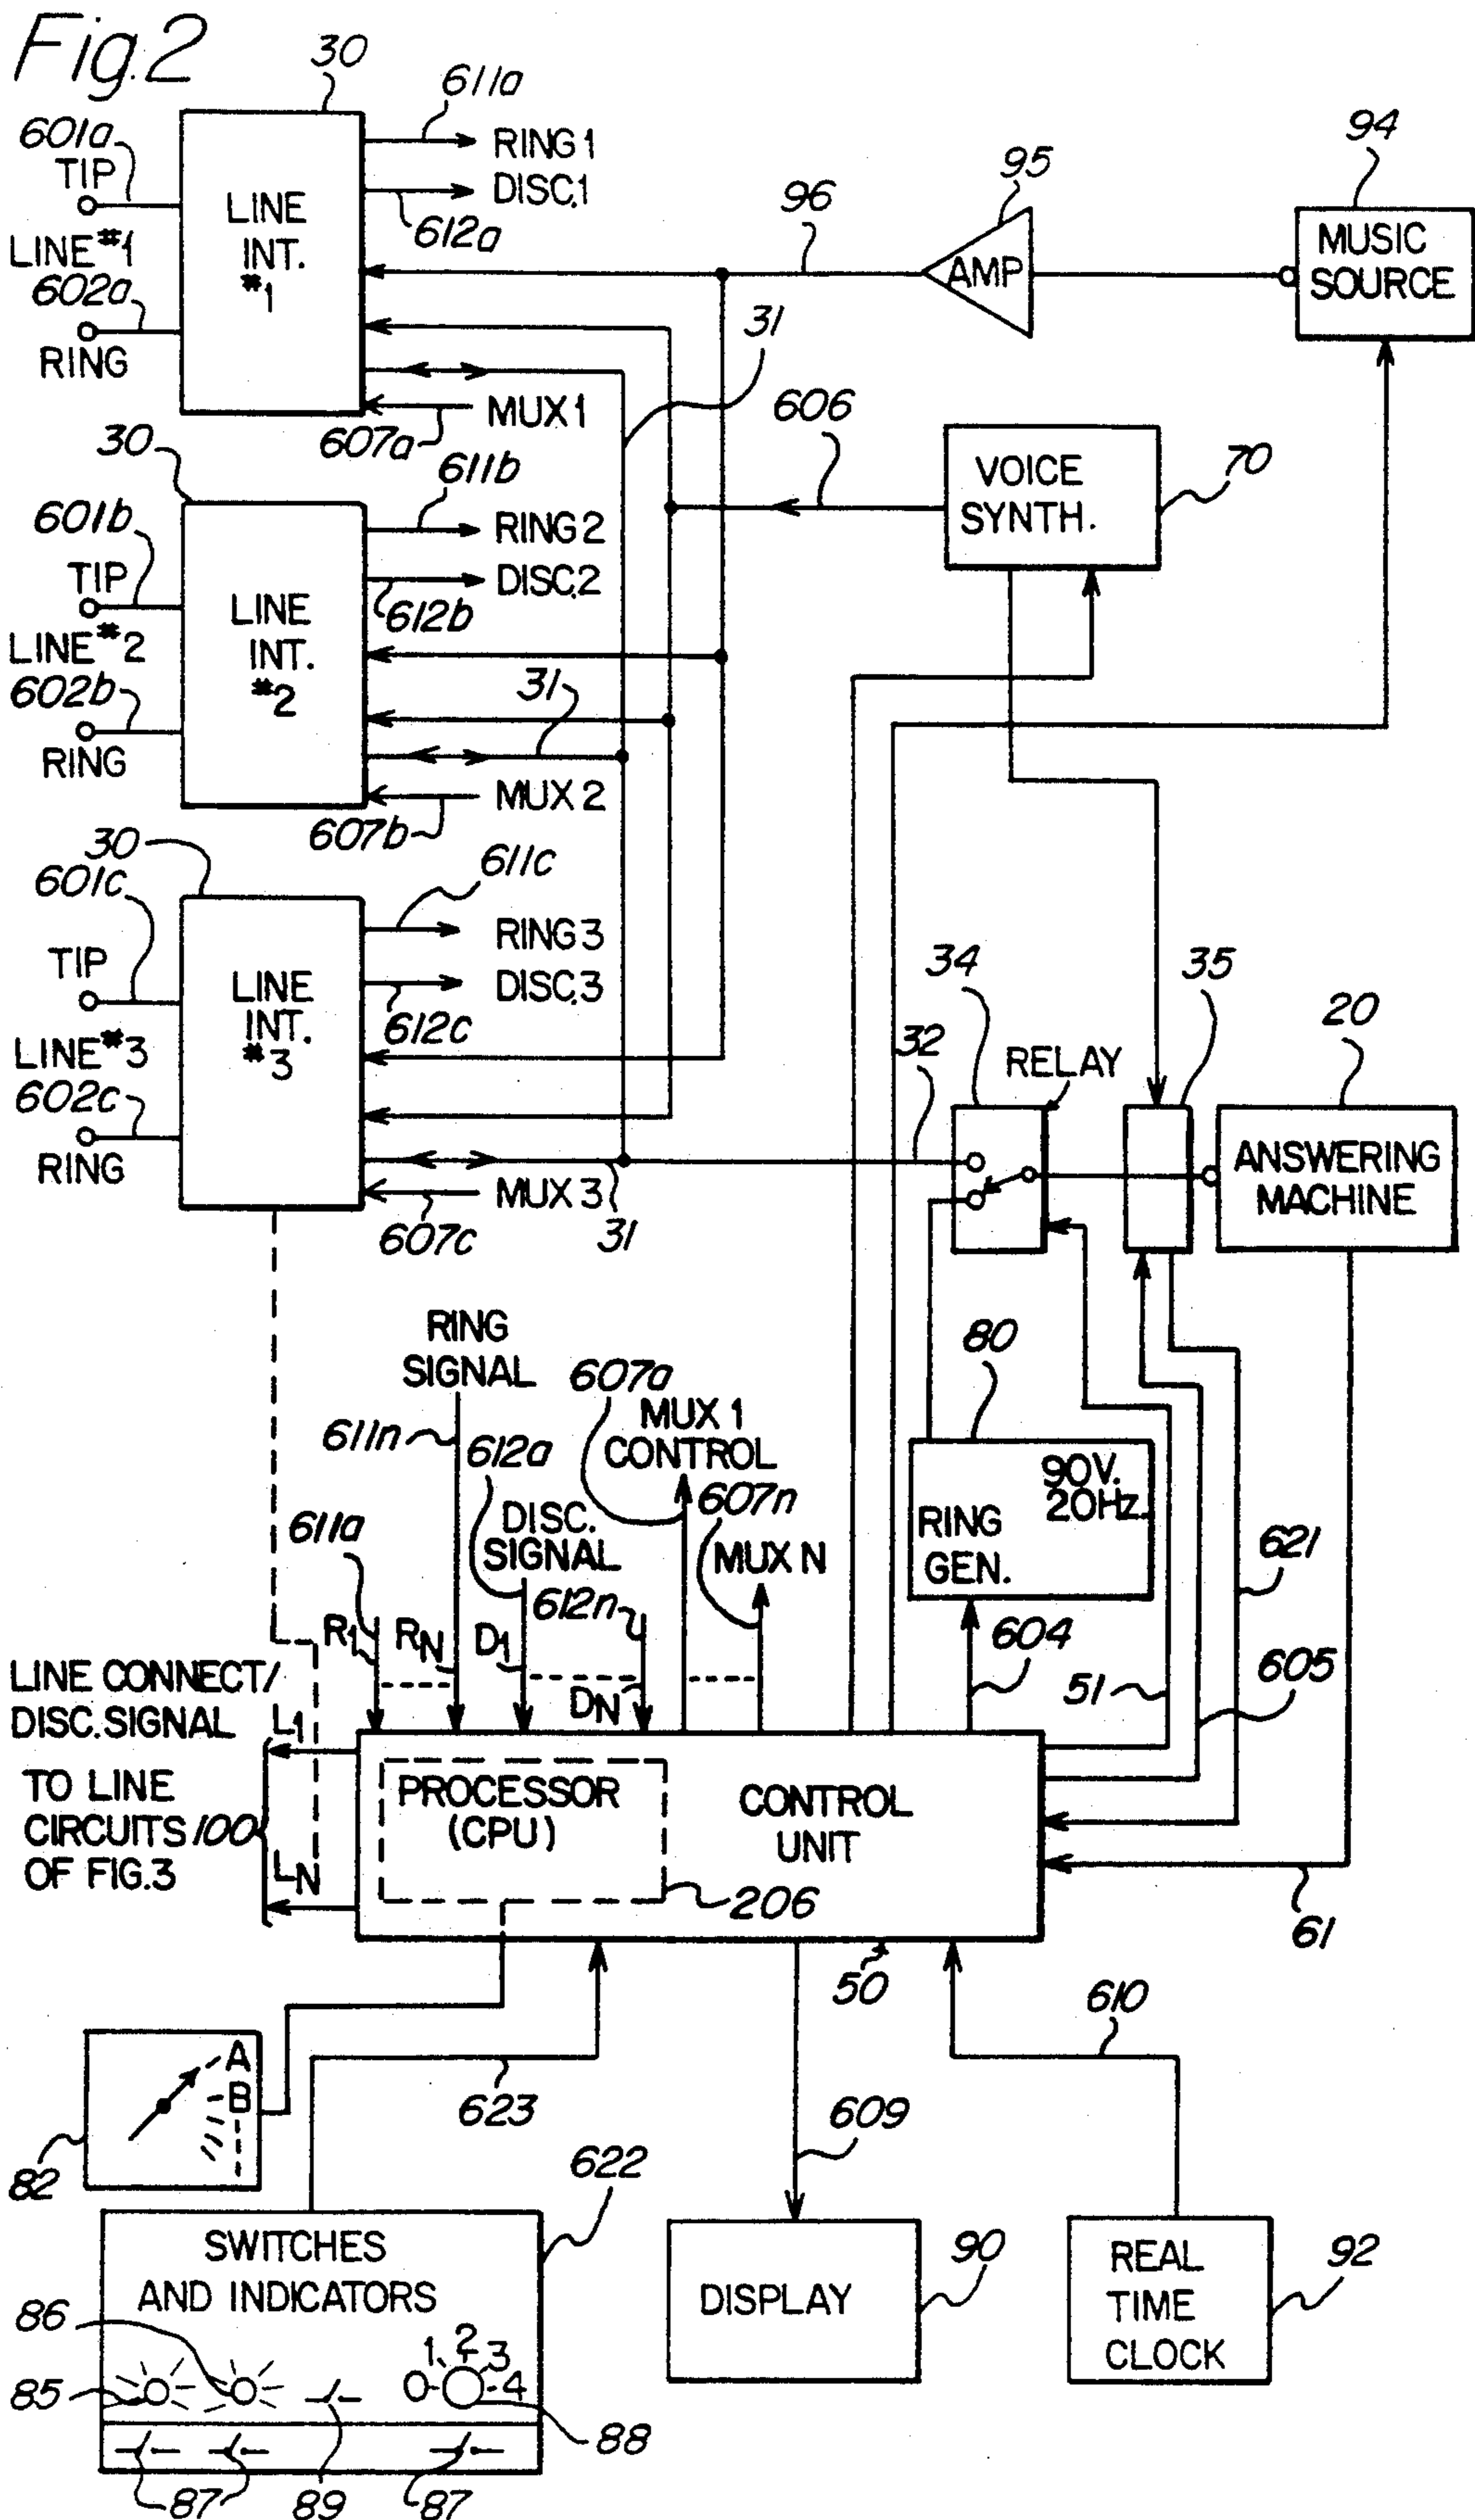 Fig.2
30
611a
601a
TIP
LINE #1
602a
RING
LINE
INT.
#1
RING 1
DISC.1
612a
96
95
AMP
94
MUSIC
SOURCE
31
MUX 1
607a
606
VOICE
SYNTH.
70
30
611b
601b
TIP
LINE #2
602b
RING
LINE
INT.
#2
RING 2
DISC.2
612b
31
MUX 2
607b
30
611c
601c
TIP
LINE #3
602c
RING
LINE
INT.
#3
RING 3
DISC.3
612c
MUX 3
607c
31
32
34
RELAY
35
20
ANSWERING
MACHINE
RING
SIGNAL
611n
612a
611a
DISC.
SIGNAL
612n
607a
MUX 1
CONTROL
607n
MUX N
80
90V.
20Hz.
RING
GEN.
604
51
605
621
R1
RN
D1
DN
LINE CONNECT/
DISC. SIGNAL
TO LINE
CIRCUITS 100
OF FIG.3
L1
LN
PROCESSOR
(CPU)
206
CONTROL
UNIT
50
61
610
82
A
B
623
609
622
SWITCHES
AND INDICATORS
86
85
0 1 2 3 4
88
87
89
87
DISPLAY
90
REAL
TIME
CLOCK
92